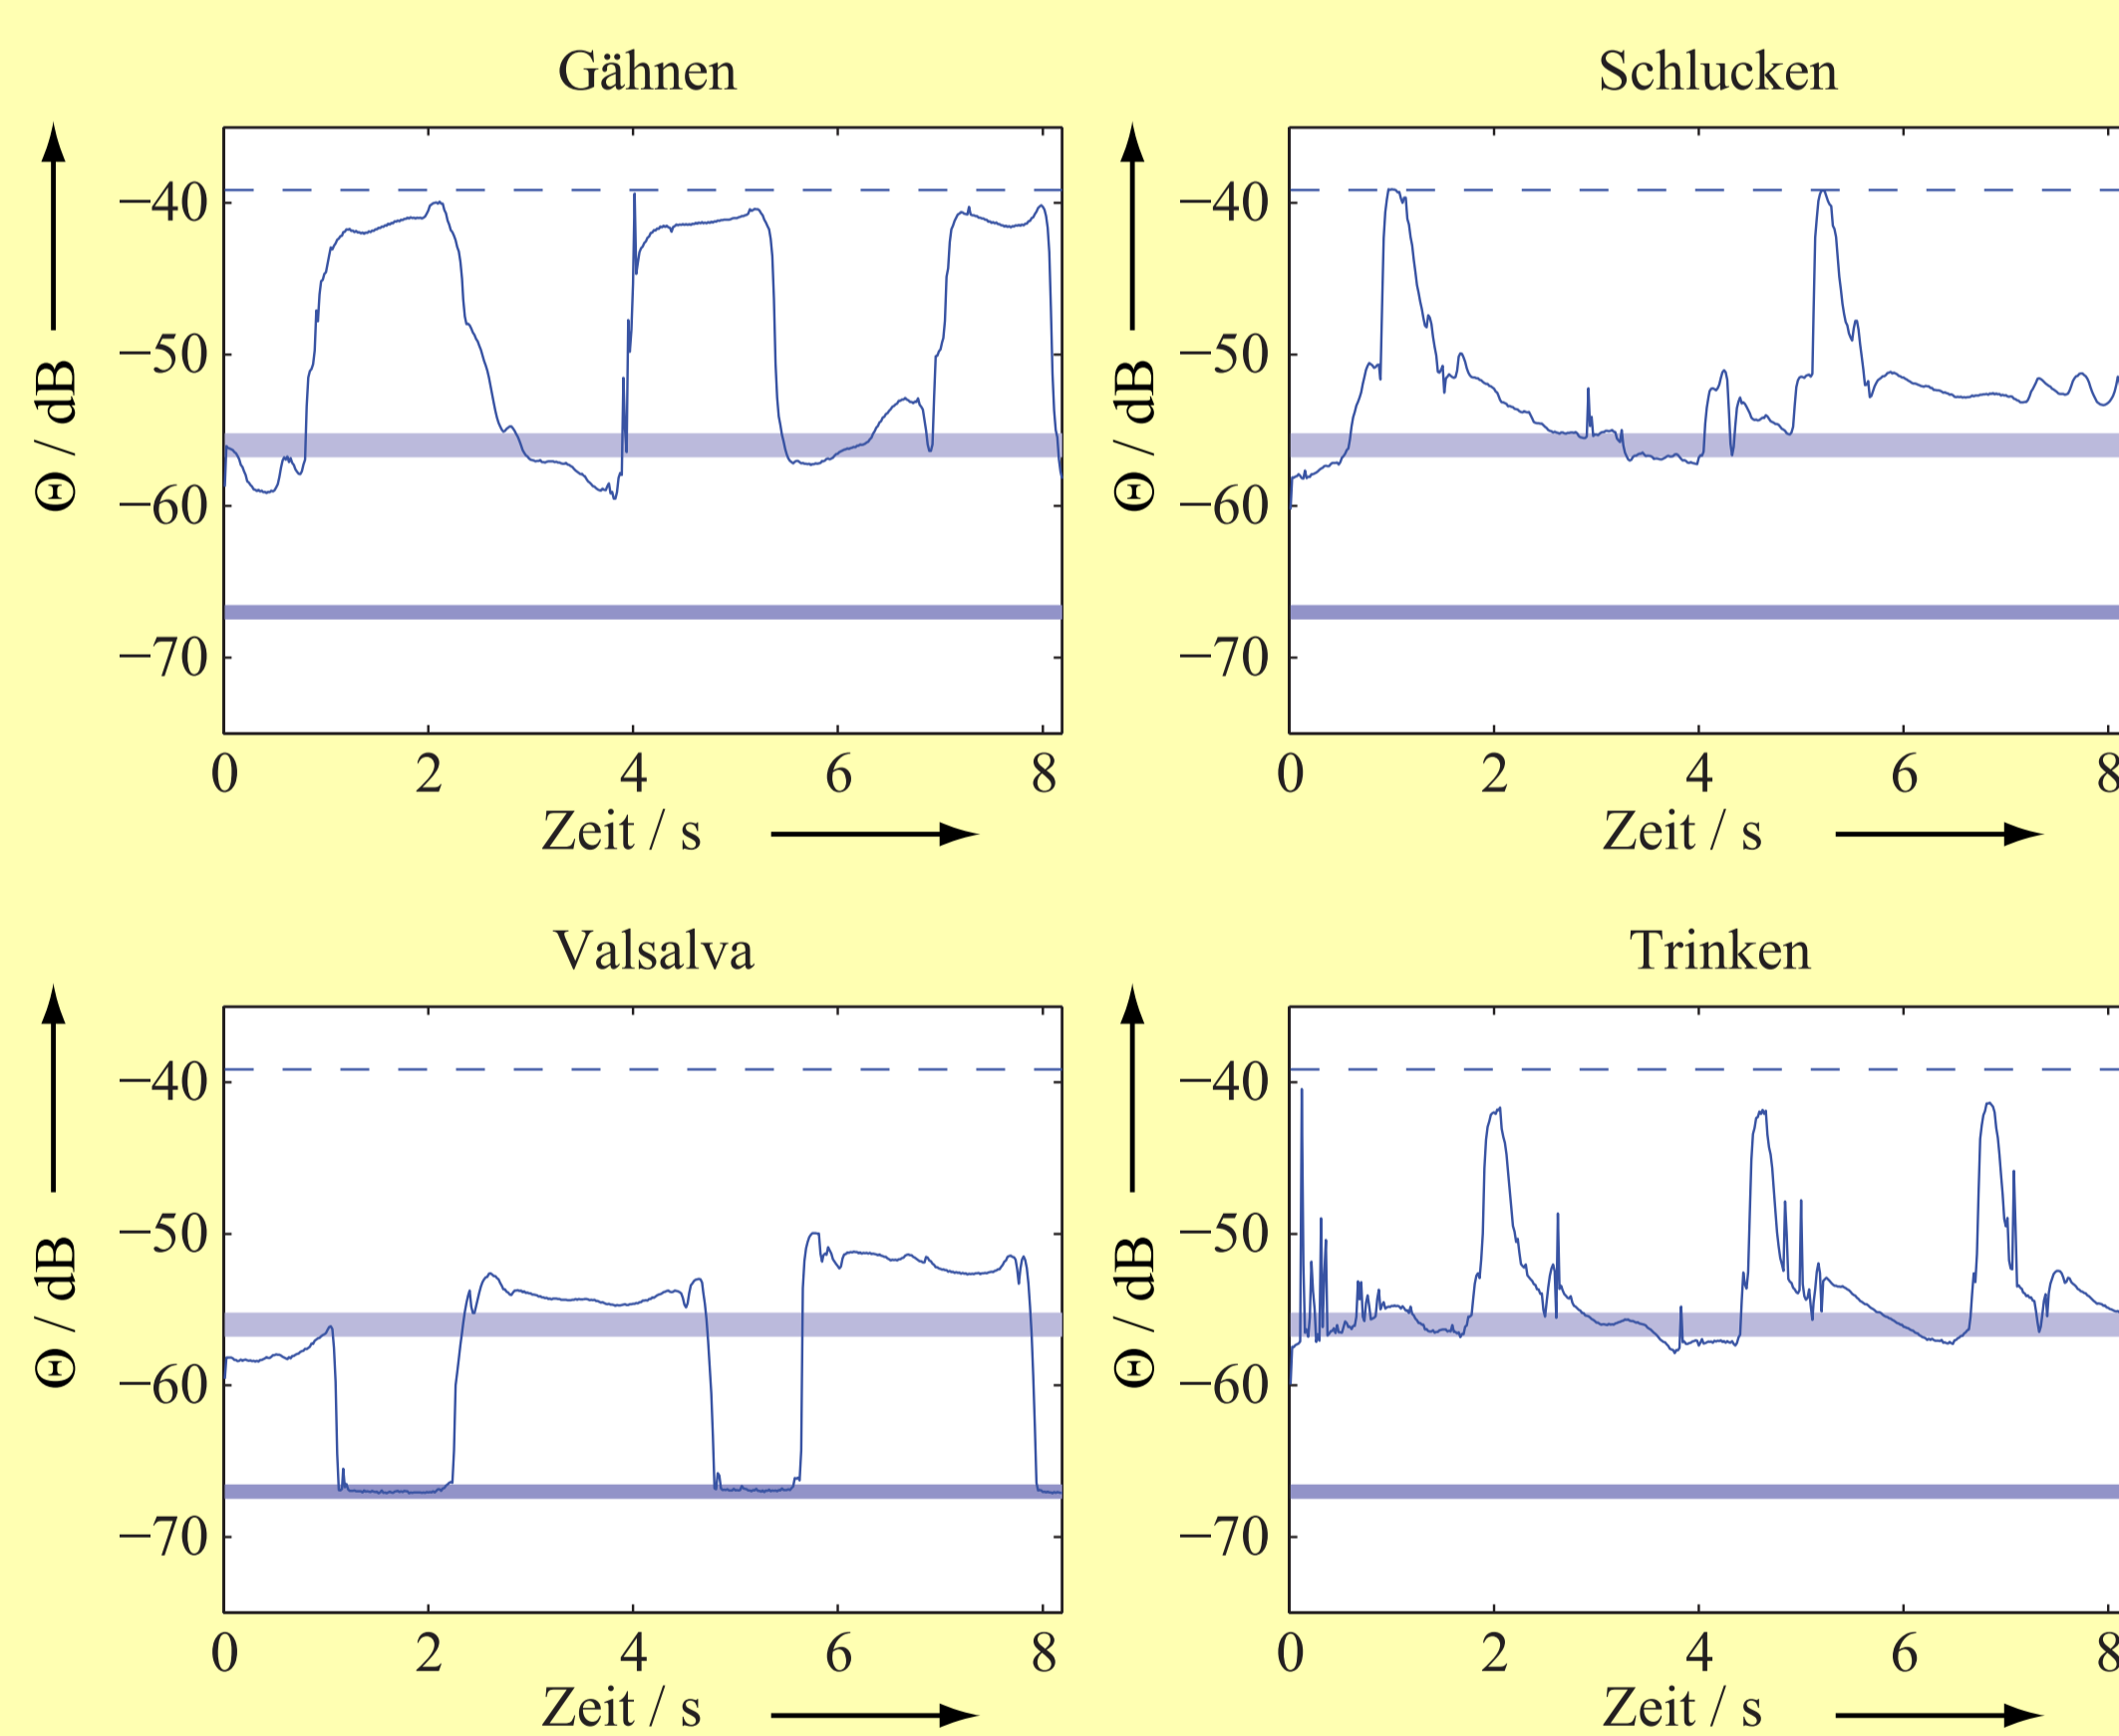 Gähnen
Θ / dB
−40
−50
−60
−70
0 2 4 6 8
Zeit / s
Schlucken
Θ / dB
−40
−50
−60
−70
0 2 4 6 8
Zeit / s
Valsalva
Θ / dB
−40
−50
−60
−70
0 2 4 6 8
Zeit / s
Trinken
Θ / dB
−40
−50
−60
−70
0 2 4 6 8
Zeit / s